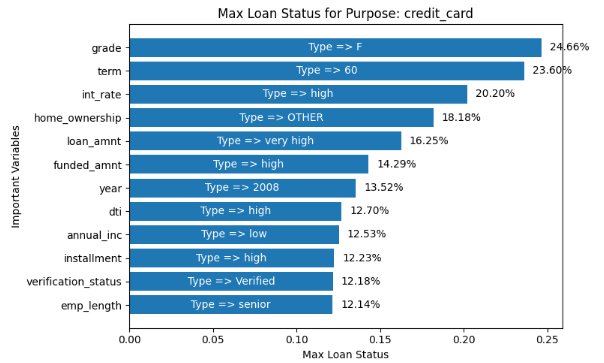 Max Loan Status for Purpose: credit_card
grade Type => F 24.66%
term Type => 60 23.60%
int_rate Type => high 20.20%
home_ownership Type => OTHER 18.18%
loan_amnt Type => very high 16.25%
funded_amnt Type => high 14.29%
year Type => 2008 13.52%
dti Type => high 12.70%
annual_inc Type => low 12.53%
installment Type => high 12.23%
verification_status Type => Verified 12.18%
emp_length Type => senior 12.14%
Important Variables
0.00 0.05 0.10 0.15 0.20 0.25
Max Loan Status